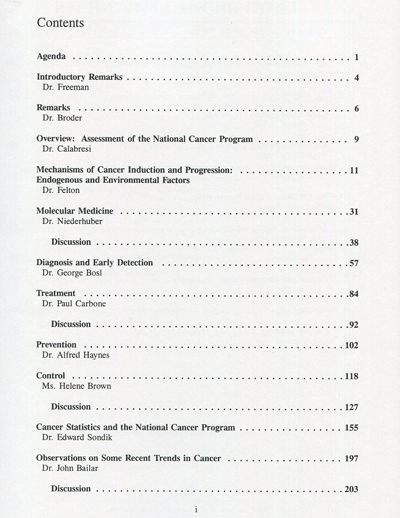 Contents
Agenda . . . . . . . . . . . . . . . . . . . . . . . . . . . . . . . . . . . . . . . . 1
Introductory Remarks . . . . . . . . . . . . . . . . . . . . . . . . . . . . . . . . 4
Dr. Freeman
Remarks . . . . . . . . . . . . . . . . . . . . . . . . . . . . . . . . . . . . . . . 6
Dr. Broder
Overview: Assessment of the National Cancer Program . . . . . . . . . . . . . . 9
Dr. Calabresi
Mechanisms of Cancer Induction and Progression: . . . . . . . . . . . . . . . . 11
Endogenous and Environmental Factors
Dr. Felton
Molecular Medicine . . . . . . . . . . . . . . . . . . . . . . . . . . . . . . . . . 31
Dr. Niederhuber
Discussion . . . . . . . . . . . . . . . . . . . . . . . . . . . . . . . . . . . . 38
Diagnosis and Early Detection . . . . . . . . . . . . . . . . . . . . . . . . . . . 57
Dr. George Bosl
Treatment . . . . . . . . . . . . . . . . . . . . . . . . . . . . . . . . . . . . . . 84
Dr. Paul Carbone
Discussion . . . . . . . . . . . . . . . . . . . . . . . . . . . . . . . . . . . . 92
Prevention . . . . . . . . . . . . . . . . . . . . . . . . . . . . . . . . . . . . . 102
Dr. Alfred Haynes
Control . . . . . . . . . . . . . . . . . . . . . . . . . . . . . . . . . . . . . . . 118
Ms. Helene Brown
Discussion . . . . . . . . . . . . . . . . . . . . . . . . . . . . . . . . . . . 127
Cancer Statistics and the National Cancer Program . . . . . . . . . . . . . . . 155
Dr. Edward Sondik
Observations on Some Recent Trends in Cancer . . . . . . . . . . . . . . . . . 197
Dr. John Bailar
Discussion . . . . . . . . . . . . . . . . . . . . . . . . . . . . . . . . . . . 203
i